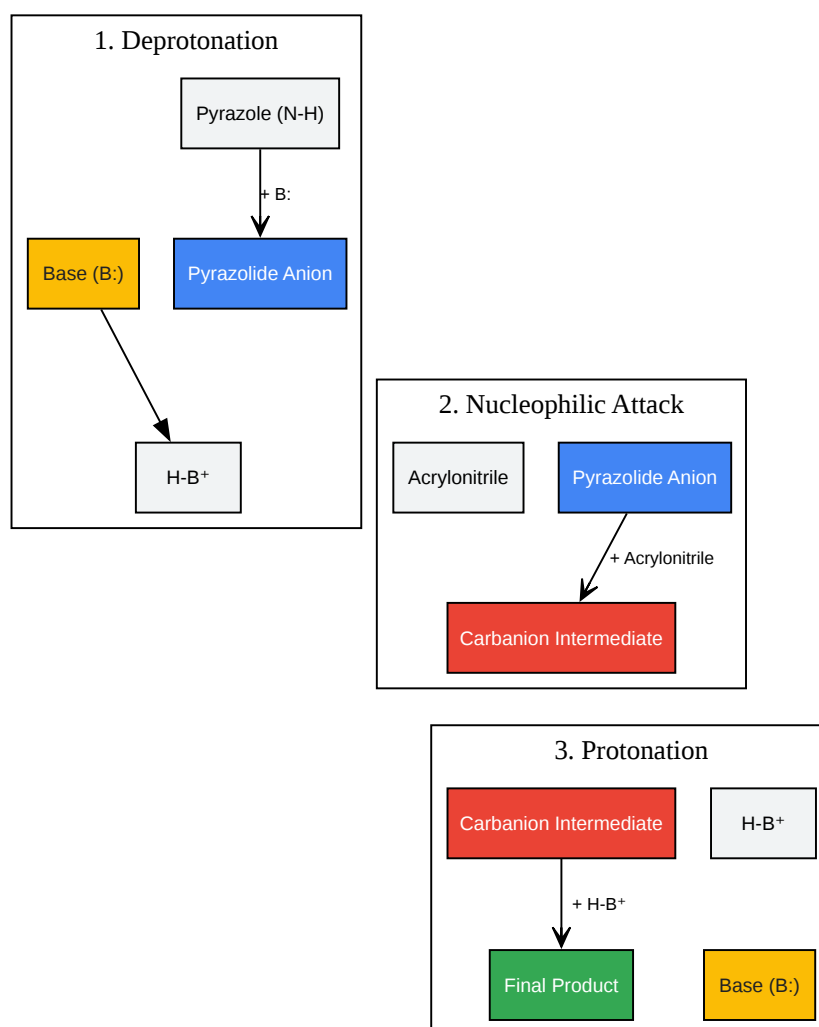 1. Deprotonation
Pyrazole (N-H)
+ B:
Base (B:)
Pyrazolide Anion
H-B⁺
2. Nucleophilic Attack
Acrylonitrile
Pyrazolide Anion
+ Acrylonitrile
Carbanion Intermediate
3. Protonation
Carbanion Intermediate
H-B⁺
+ H-B⁺
Final Product
Base (B:)